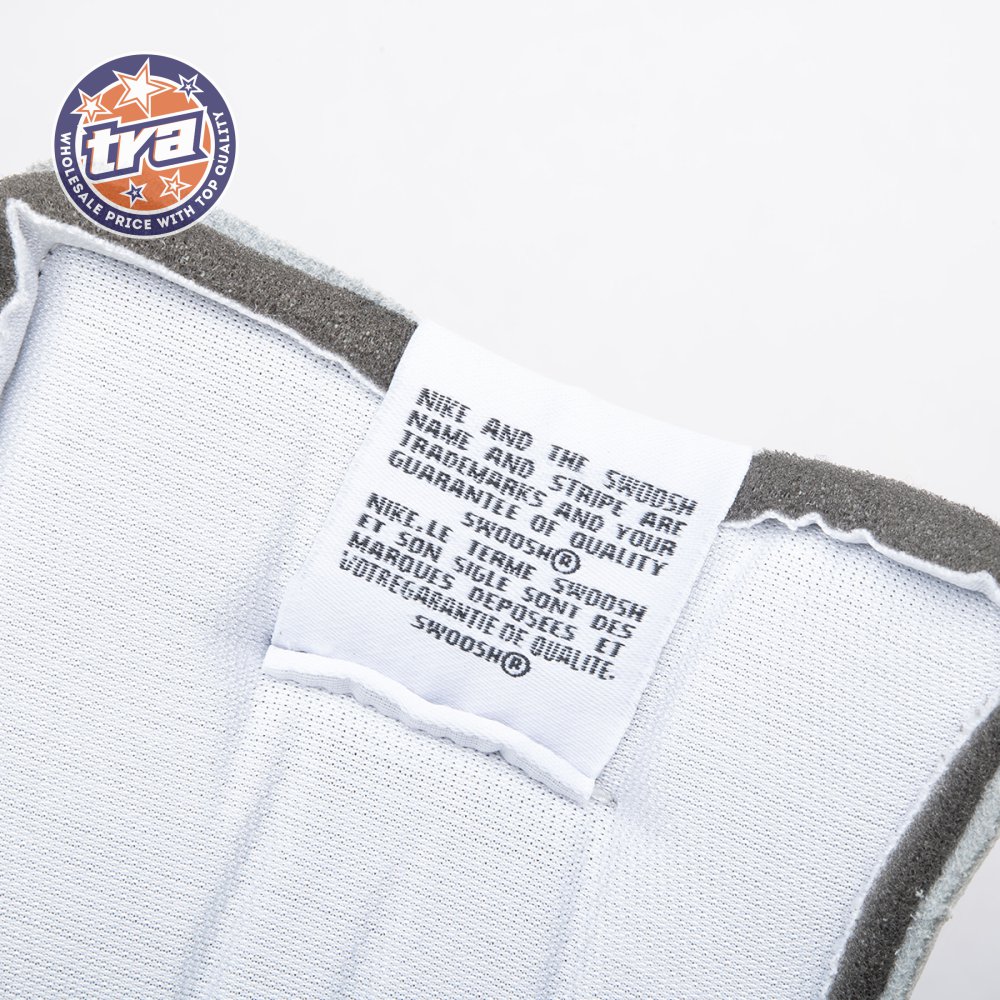 tra
WHOLESALE PRICE WITH TOP QUALITY
NIKE AND THE SWOOSH
NAME AND STRIPE ARE
TRADEMARKS AND YOUR
GUARANTEE OF QUALITY
SWOOSH®
NIKE.LE TERME SWOOSH
ET SON SIGLE SONT DES
MARQUES DEPOSEES ET
VOTREGARANTIE DE QUALITE.
SWOOSH®